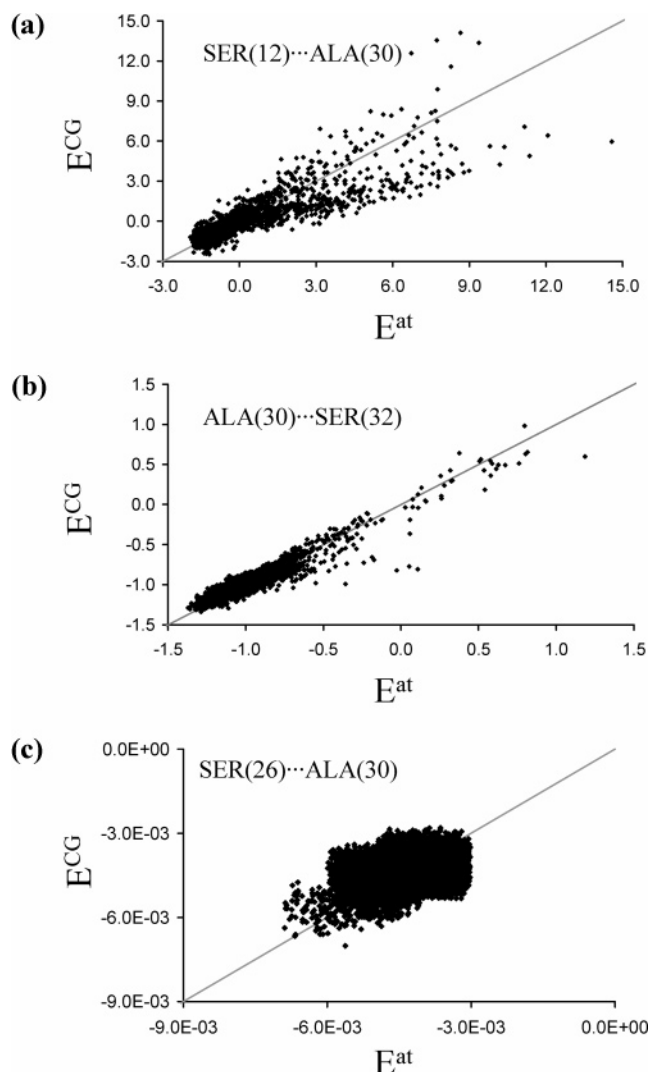 (a)
SER(12)···ALA(30)
15.0
12.0
9.0
6.0
3.0
0.0
-3.0
E^CG
-3.0 0.0 3.0 6.0 9.0 12.0 15.0
E^at
(b)
ALA(30)···SER(32)
1.5
1.0
0.5
0.0
-0.5
-1.0
-1.5
E^CG
-1.5 -1.0 -0.5 0.0 0.5 1.0 1.5
E^at
(c)
SER(26)···ALA(30)
0.0E+00
-3.0E-03
-6.0E-03
-9.0E-03
E^CG
-9.0E-03 -6.0E-03 -3.0E-03 0.0E+00
E^at